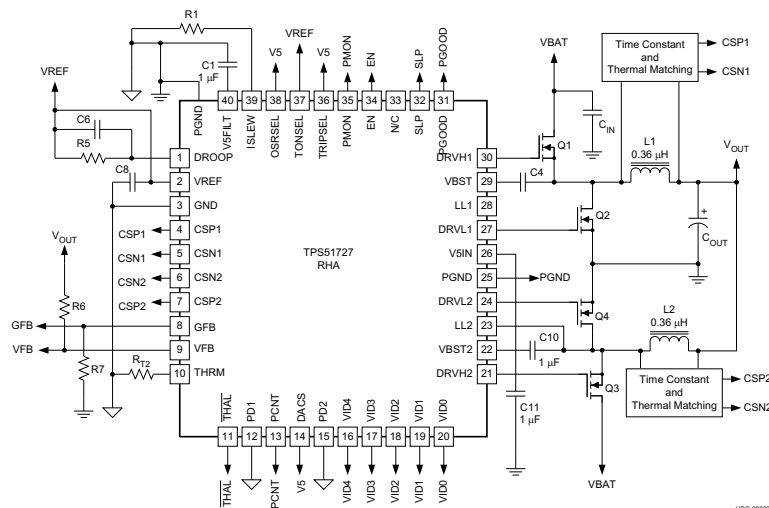 R1
C1
1 µF
V5
VREF
V5
PMON
EN
SLP
PGOOD
VBAT
Time Constant
and
Thermal Matching
CSP1
CSN1
VREF
PGND
40
39
38
37
36
35
34
33
32
31
V5FILT
ISLEW
OSRSEL
TONSEL
TRIPSEL
PMON
EN
N/C
SLP
PGOOD
C6
R5
C8
CIN
Q1
L1
0.36 µH
VOUT
1 DROOP
2 VREF
3 GND
4 CSP1
5 CSN1
6 CSN2
7 CSP2
8 GFB
9 VFB
10 THRM
CSP1
CSN1
CSN2
CSP2
VOUT
R6
GFB
VFB
R7
RT2
TPS51727
RHA
DRVH1 30
VBST 29
LL1 28
DRVL1 27
V5IN 26
PGND 25
DRVL2 24
LL2 23
VBST2 22
DRVH2 21
C4
Q2
+
COUT
PGND
Q4
L2
0.36 µH
C10
1 µF
Q3
C11
1 µF
Time Constant
and
Thermal Matching
CSP2
CSN2
VBAT
THAL
PD1
PCNT
DACS
PD2
VID4
VID3
VID2
VID1
VID0
11
12
13
14
15
16
17
18
19
20
THAL
PCNT
V5
VID4
VID3
VID2
VID1
VID0